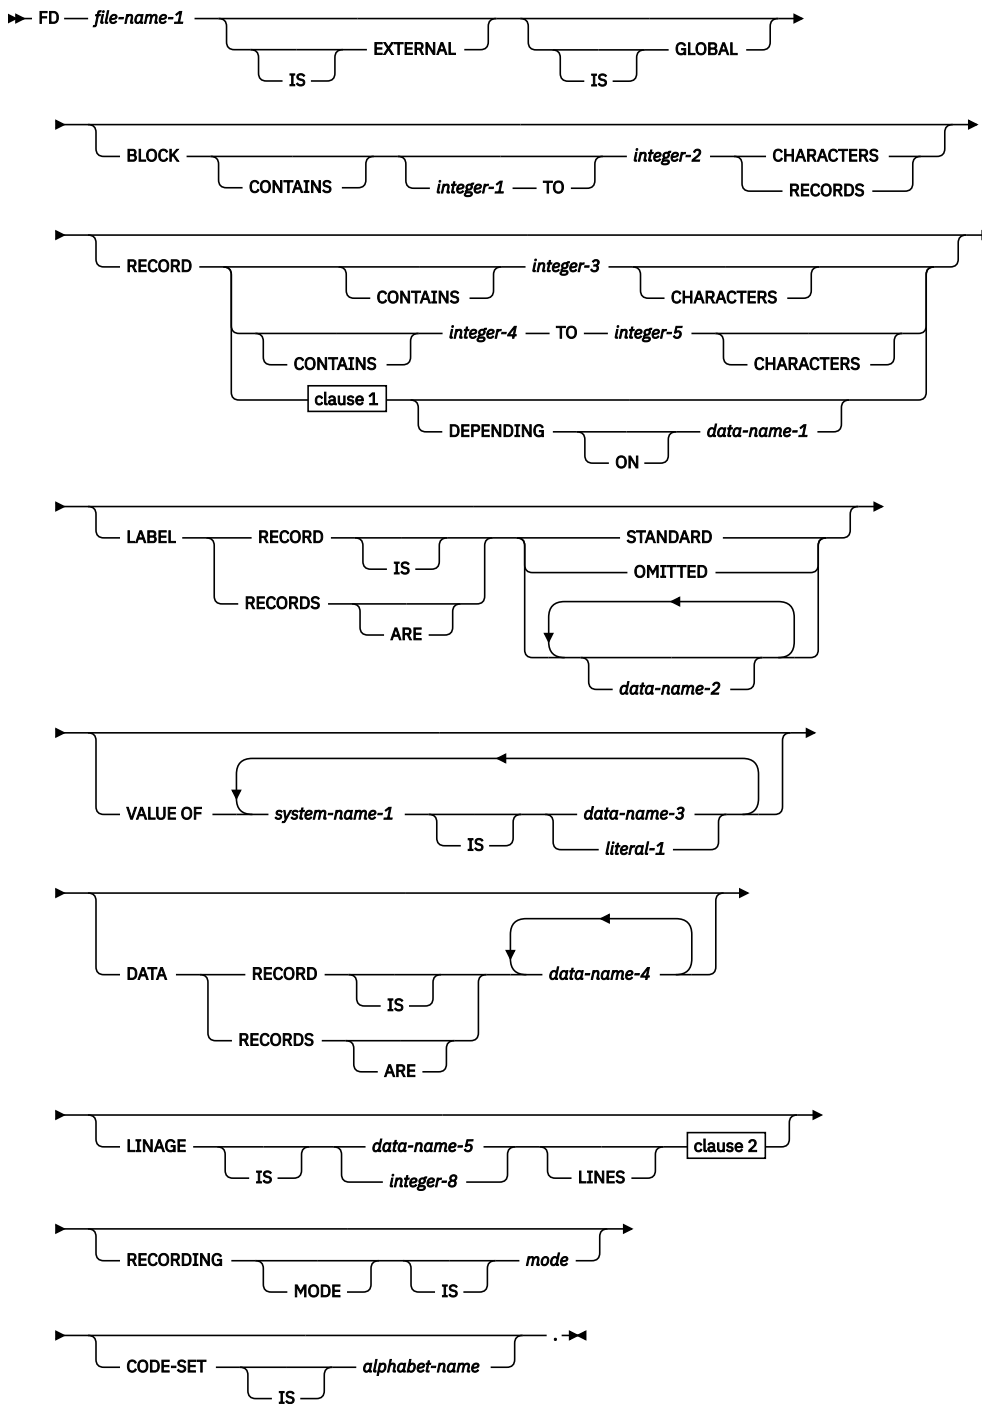 FD file-name-1
EXTERNAL GLOBAL
IS IS
BLOCK integer-2 CHARACTERS
CONTAINS integer-1 TO RECORDS
RECORD integer-3
CONTAINS CHARACTERS
integer-4 TO integer-5
CONTAINS CHARACTERS
clause 1
DEPENDING data-name-1
ON
LABEL RECORD STANDARD
IS OMITTED
RECORDS
ARE
data-name-2
VALUE OF system-name-1 data-name-3
IS literal-1
DATA RECORD data-name-4
IS
RECORDS
ARE
LINAGE data-name-5 clause 2
IS integer-8 LINES
RECORDING mode
MODE IS
.
CODE-SET alphabet-name
IS